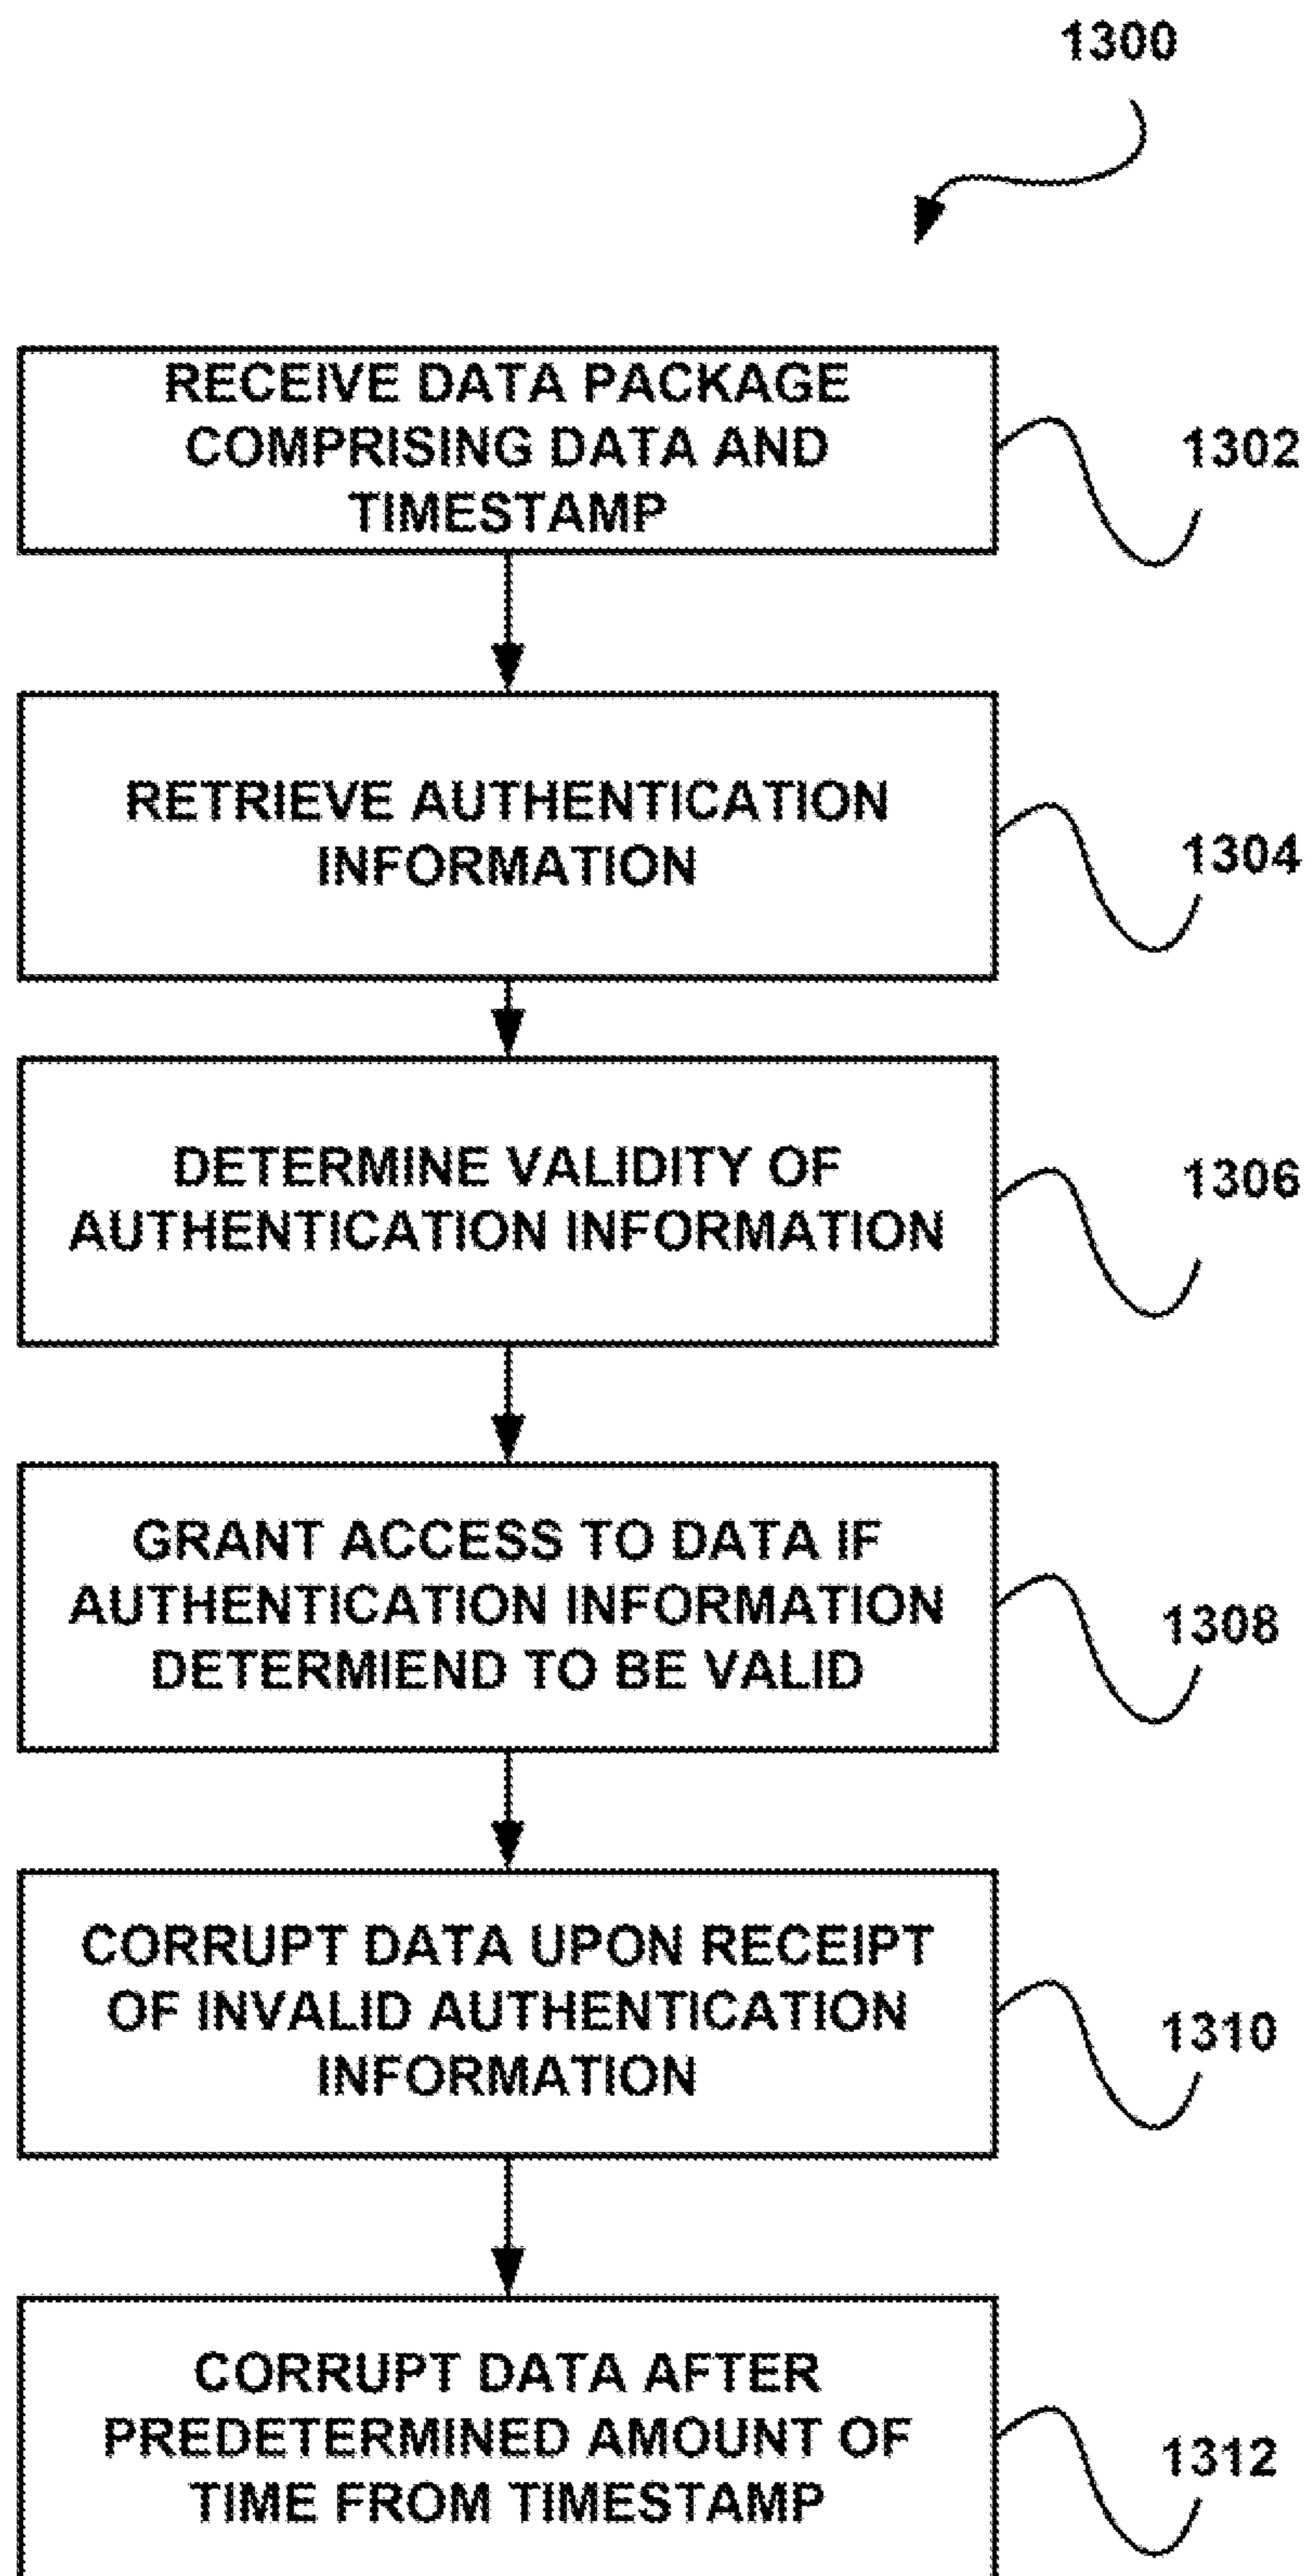 1300
RECEIVE DATA PACKAGE
COMPRISING DATA AND
TIMESTAMP
1302
RETRIEVE AUTHENTICATION
INFORMATION
1304
DETERMINE VALIDITY OF
AUTHENTICATION INFORMATION
1306
GRANT ACCESS TO DATA IF
AUTHENTICATION INFORMATION
DETERMIEND TO BE VALID
1308
CORRUPT DATA UPON RECEIPT
OF INVALID AUTHENTICATION
INFORMATION
1310
CORRUPT DATA AFTER
PREDETERMINED AMOUNT OF
TIME FROM TIMESTAMP
1312